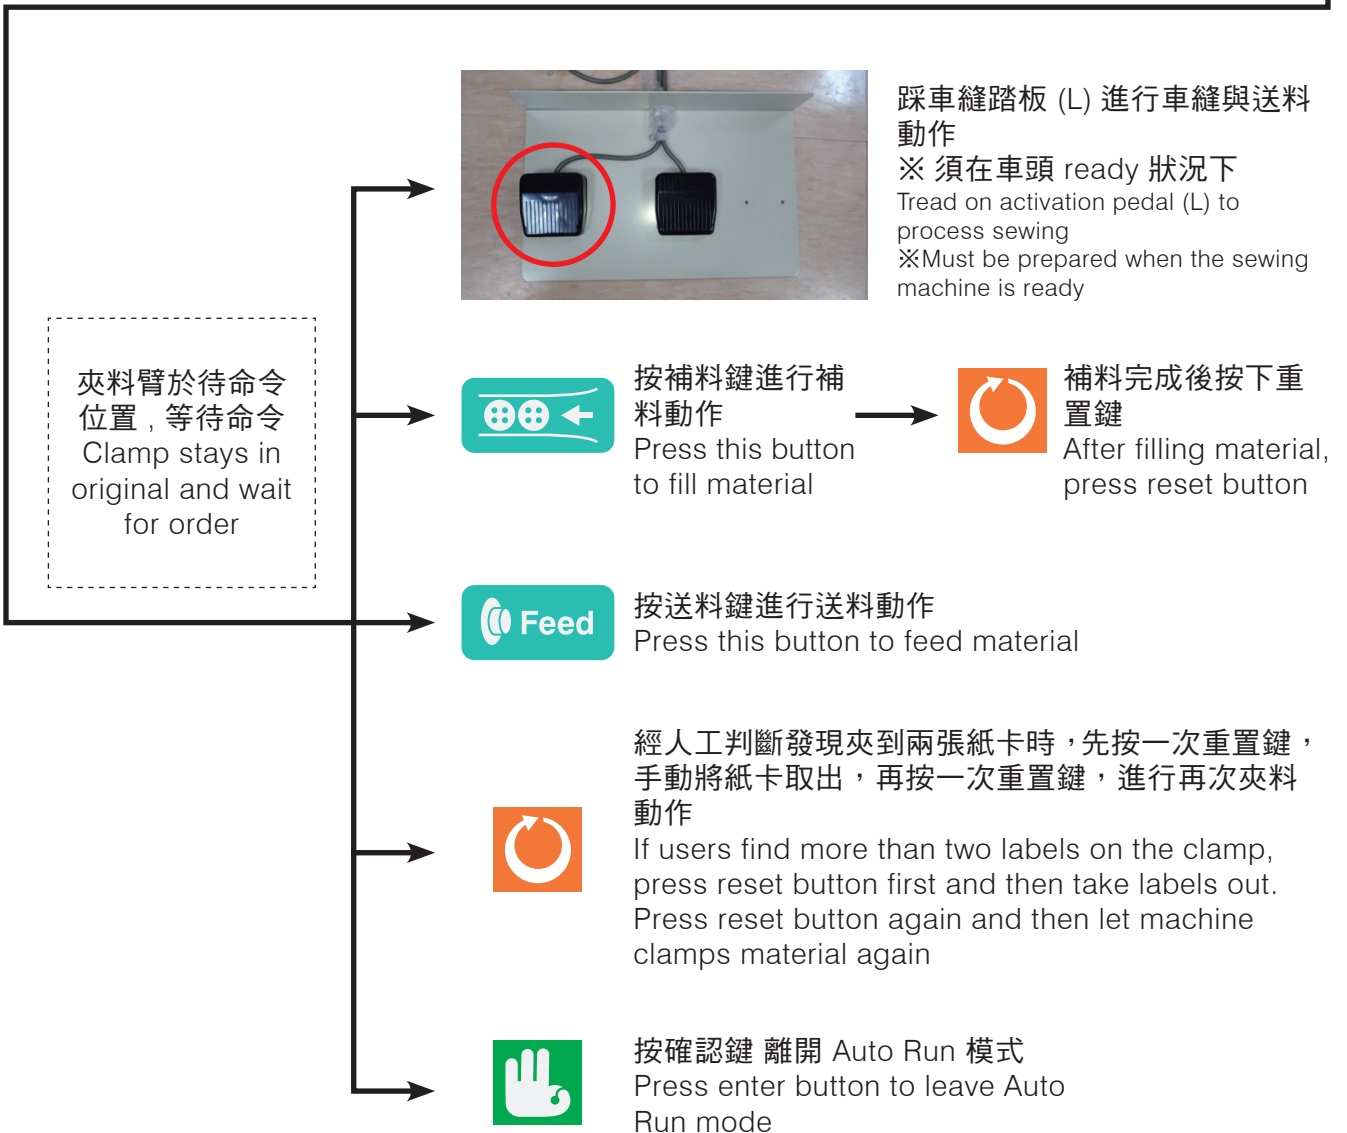 踩車縫踏板 (L) 進行車縫與送料
動作
※ 須在車頭 ready 狀況下
Tread on activation pedal (L) to
process sewing
※Must be prepared when the sewing
machine is ready
夾料臂於待命令
位置 , 等待命令
Clamp stays in
original and wait
for order
按補料鍵進行補
料動作
Press this button
to fill material
補料完成後按下重
置鍵
After filling material,
press reset button
Feed
按送料鍵進行送料動作
Press this button to feed material
經人工判斷發現夾到兩張紙卡時，先按一次重置鍵，
手動將紙卡取出，再按一次重置鍵，進行再次夾料
動作
If users find more than two labels on the clamp,
press reset button first and then take labels out.
Press reset button again and then let machine
clamps material again
按確認鍵 離開 Auto Run 模式
Press enter button to leave Auto
Run mode